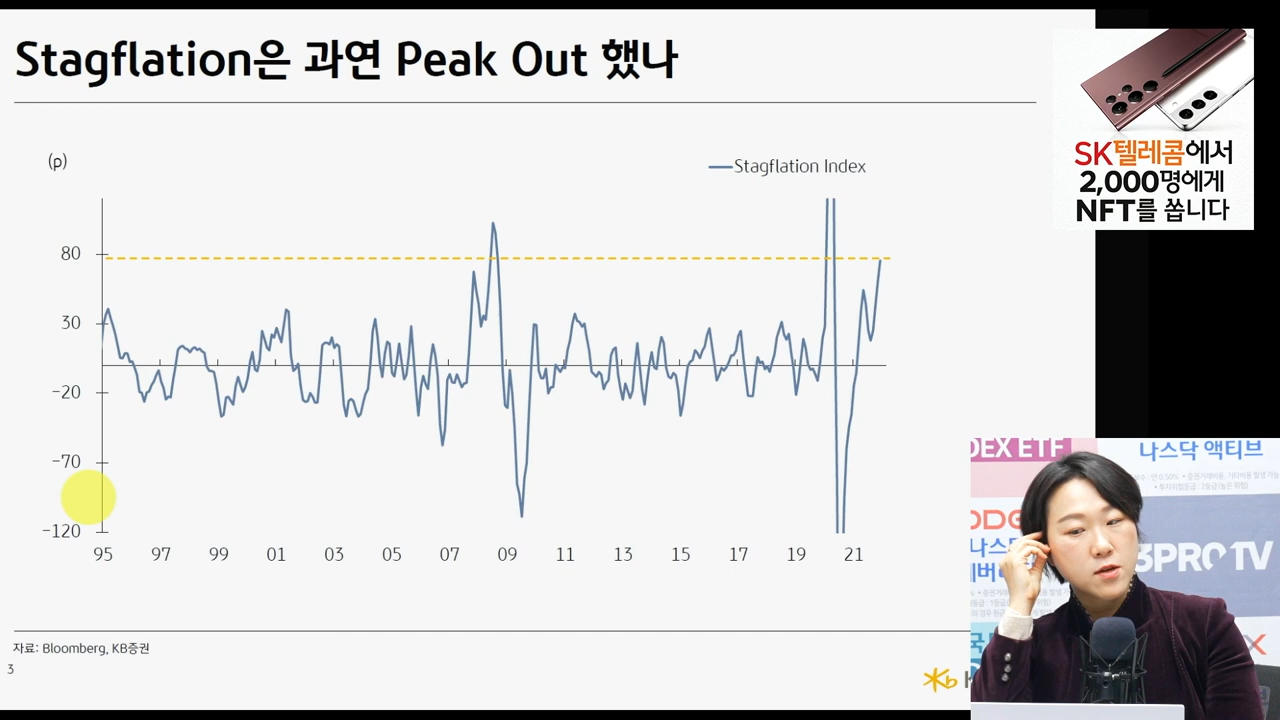 Stagflation은 과연 Peak Out 했나
(p)
Stagflation Index
80
30
-20
-70
-120
95 97 99 01 03 05 07 09 11 13 15 17 19 21
자료: Bloomberg, KB증권
3
SK텔레콤에서
2,000명에게
NFT를 쏩니다
DEX ETF
나스닥 액티브
3PRO TV